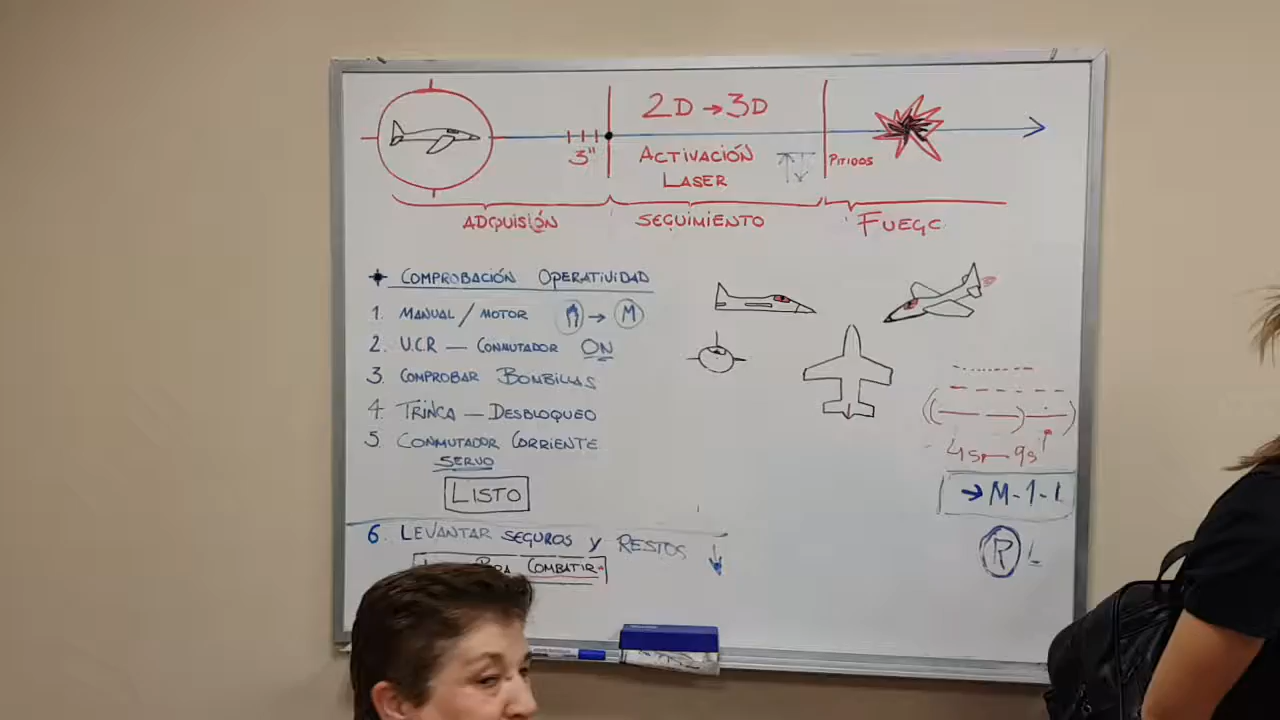 2D → 3D
3"
ACTIVACIÓN
LASER
PITIDOS
ADQUISIÓN
SEGUIMIENTO
FUEGO
COMPROBACIÓN OPERATIVIDAD
1. MANUAL / MOTOR M → M
2. U.C.R — CONMUTADOR ON
3. COMPROBAR BOMBILLAS
4. TRINCA — DESBLOQUEO
5. CONMUTADOR CORRIENTE
SERVO
LISTO
6. LEVANTAR SEGUROS Y RESTOS ↓
COMBATIR
4s — 9s
→ M-1-L
R L